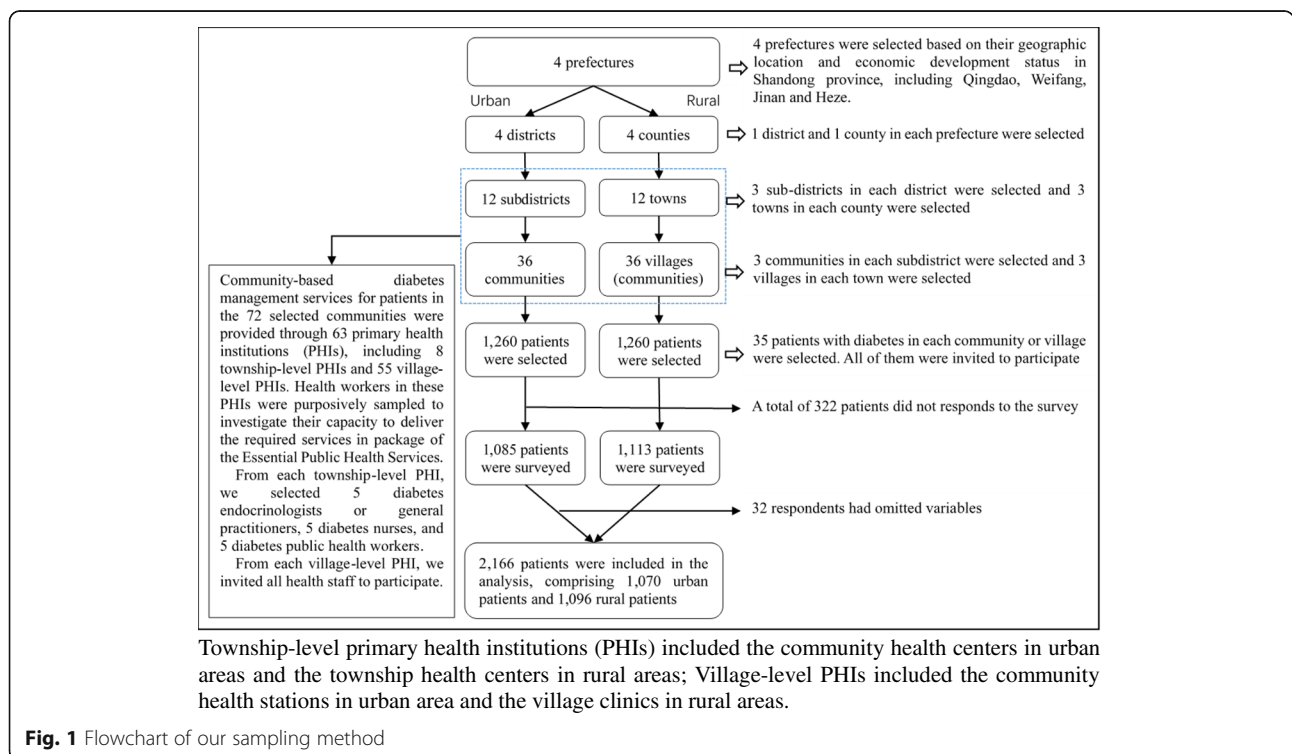 4 prefectures
4 prefectures were selected based on their geographic
location and economic development status in
Shandong province, including Qingdao, Weifang,
Jinan and Heze.
Urban
Rural
4 districts
4 counties
1 district and 1 county in each prefecture were selected
12 subdistricts
12 towns
3 sub-districts in each district were selected and 3
towns in each county were selected
36
communities
36 villages
(communities)
3 communities in each subdistrict were selected and 3
villages in each town were selected
Community-based diabetes
management services for patients in
the 72 selected communities were
provided through 63 primary health
institutions (PHIs), including 8
township-level PHIs and 55 village-
level PHIs. Health workers in these
PHIs were purposively sampled to
investigate their capacity to deliver
the required services in package of
the Essential Public Health Services.
From each township-level PHI,
we selected 5 diabetes
endocrinologists or general
practitioners, 5 diabetes nurses, and
5 diabetes public health workers.
From each village-level PHI, we
invited all health staff to participate.
1,260 patients
were selected
1,260 patients
were selected
35 patients with diabetes in each community or village
were selected. All of them were invited to participate
A total of 322 patients did not responds to the survey
1,085 patients
were surveyed
1,113 patients
were surveyed
32 respondents had omitted variables
2,166 patients were included in the
analysis, comprising 1,070 urban
patients and 1,096 rural patients
Township-level primary health institutions (PHIs) included the community health centers in urban
areas and the township health centers in rural areas; Village-level PHIs included the community
health stations in urban area and the village clinics in rural areas.
Fig. 1 Flowchart of our sampling method